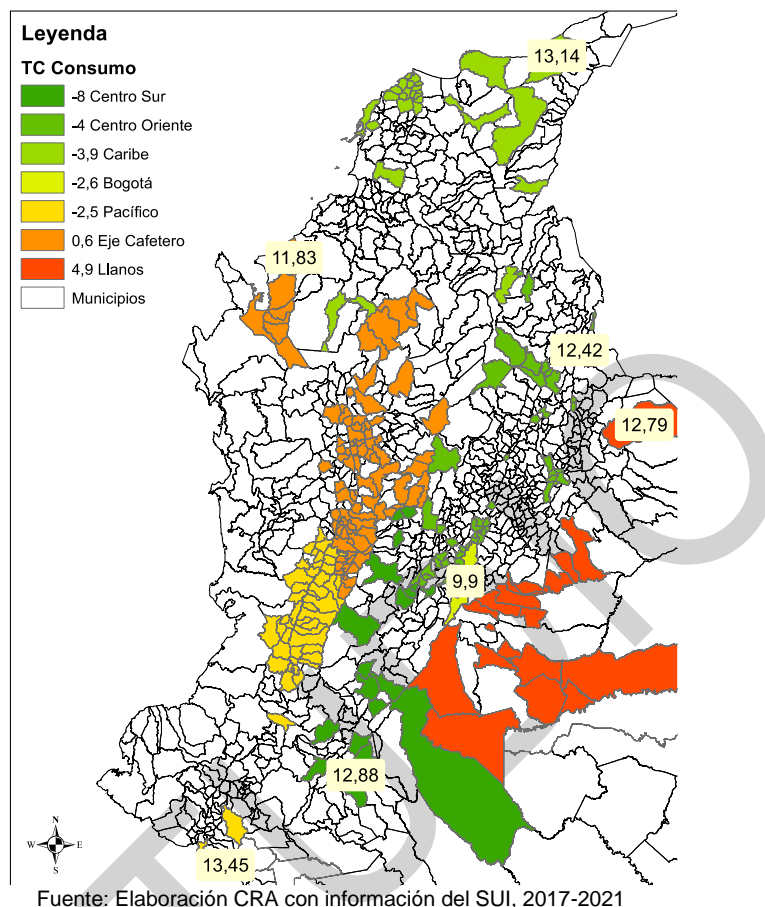 Leyenda
TC Consumo
-8 Centro Sur
-4 Centro Oriente
-3,9 Caribe
-2,6 Bogotá
-2,5 Pacífico
0,6 Eje Cafetero
4,9 Llanos
Municipios
13,14
11,83
12,42
12,79
9,9
12,88
13,45
N
W E
S
Fuente: Elaboración CRA con información del SUI, 2017-2021